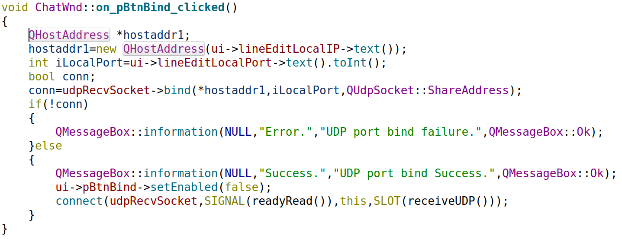 void ChatWnd::on_pBtnBind_clicked()
{
    QHostAddress *hostaddr1;
    hostaddr1=new QHostAddress(ui->lineEditLocalIP->text());
    int iLocalPort=ui->lineEditLocalPort->text().toInt();
    bool conn;
    conn=udpRecvSocket->bind(*hostaddr1,iLocalPort,QUdpSocket::ShareAddress);
    if(!conn)
    {
        QMessageBox::information(NULL,"Error.","UDP port bind failure.",QMessageBox::Ok);
    }else
    {
        QMessageBox::information(NULL,"Success.","UDP port bind Success.",QMessageBox::Ok);
        ui->pBtnBind->setEnabled(false);
        connect(udpRecvSocket,SIGNAL(readyRead()),this,SLOT(receiveUDP()));
    }
}